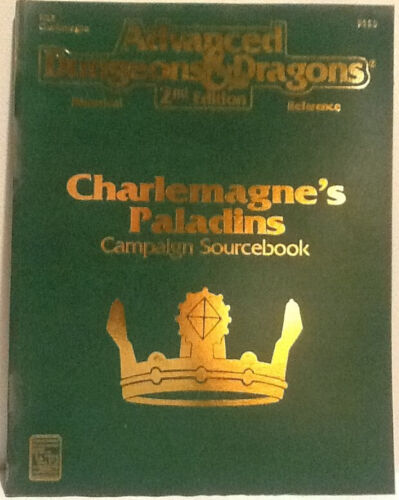 Advanced
Dungeons & Dragons®
2nd Edition
Historical Reference
Charlemagne's
Paladins
Campaign Sourcebook